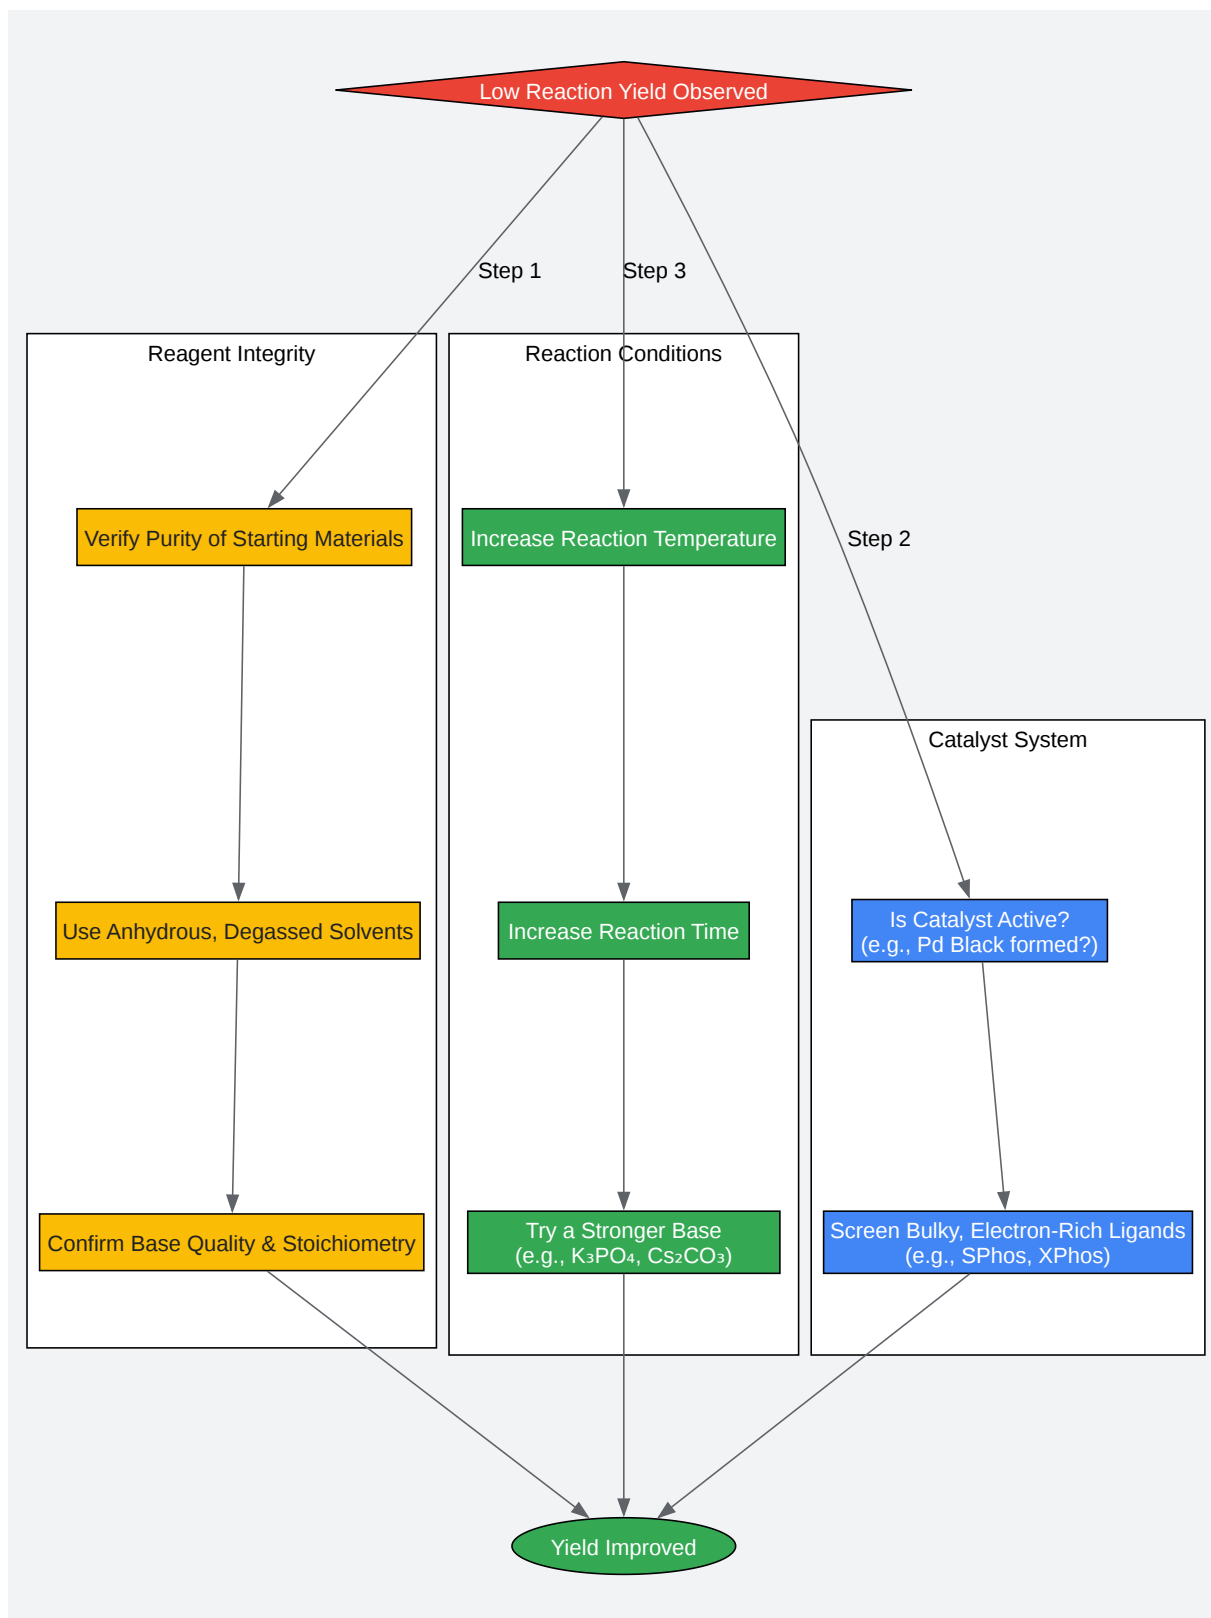 Low Reaction Yield Observed
Step 1
Step 3
Reagent Integrity
Reaction Conditions
Verify Purity of Starting Materials
Increase Reaction Temperature
Step 2
Catalyst System
Use Anhydrous, Degassed Solvents
Increase Reaction Time
Is Catalyst Active?
(e.g., Pd Black formed?)
Confirm Base Quality & Stoichiometry
Try a Stronger Base
(e.g., K₃PO₄, Cs₂CO₃)
Screen Bulky, Electron-Rich Ligands
(e.g., SPhos, XPhos)
Yield Improved